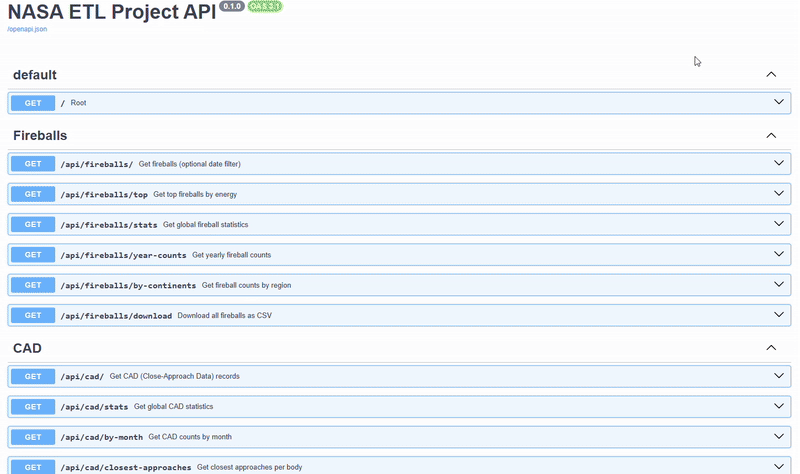 NASA ETL Project API 0.1.0 OAS 3.1
/openapi.json
default
GET / Root
Fireballs
GET /api/fireballs/ Get fireballs (optional date filter)
GET /api/fireballs/top Get top fireballs by energy
GET /api/fireballs/stats Get global fireball statistics
GET /api/fireballs/year-counts Get yearly fireball counts
GET /api/fireballs/by-continents Get fireball counts by region
GET /api/fireballs/download Download all fireballs as CSV
CAD
GET /api/cad/ Get CAD (Close-Approach Data) records
GET /api/cad/stats Get global CAD statistics
GET /api/cad/by-month Get CAD counts by month
GET /api/cad/closest-approaches Get closest approaches per body